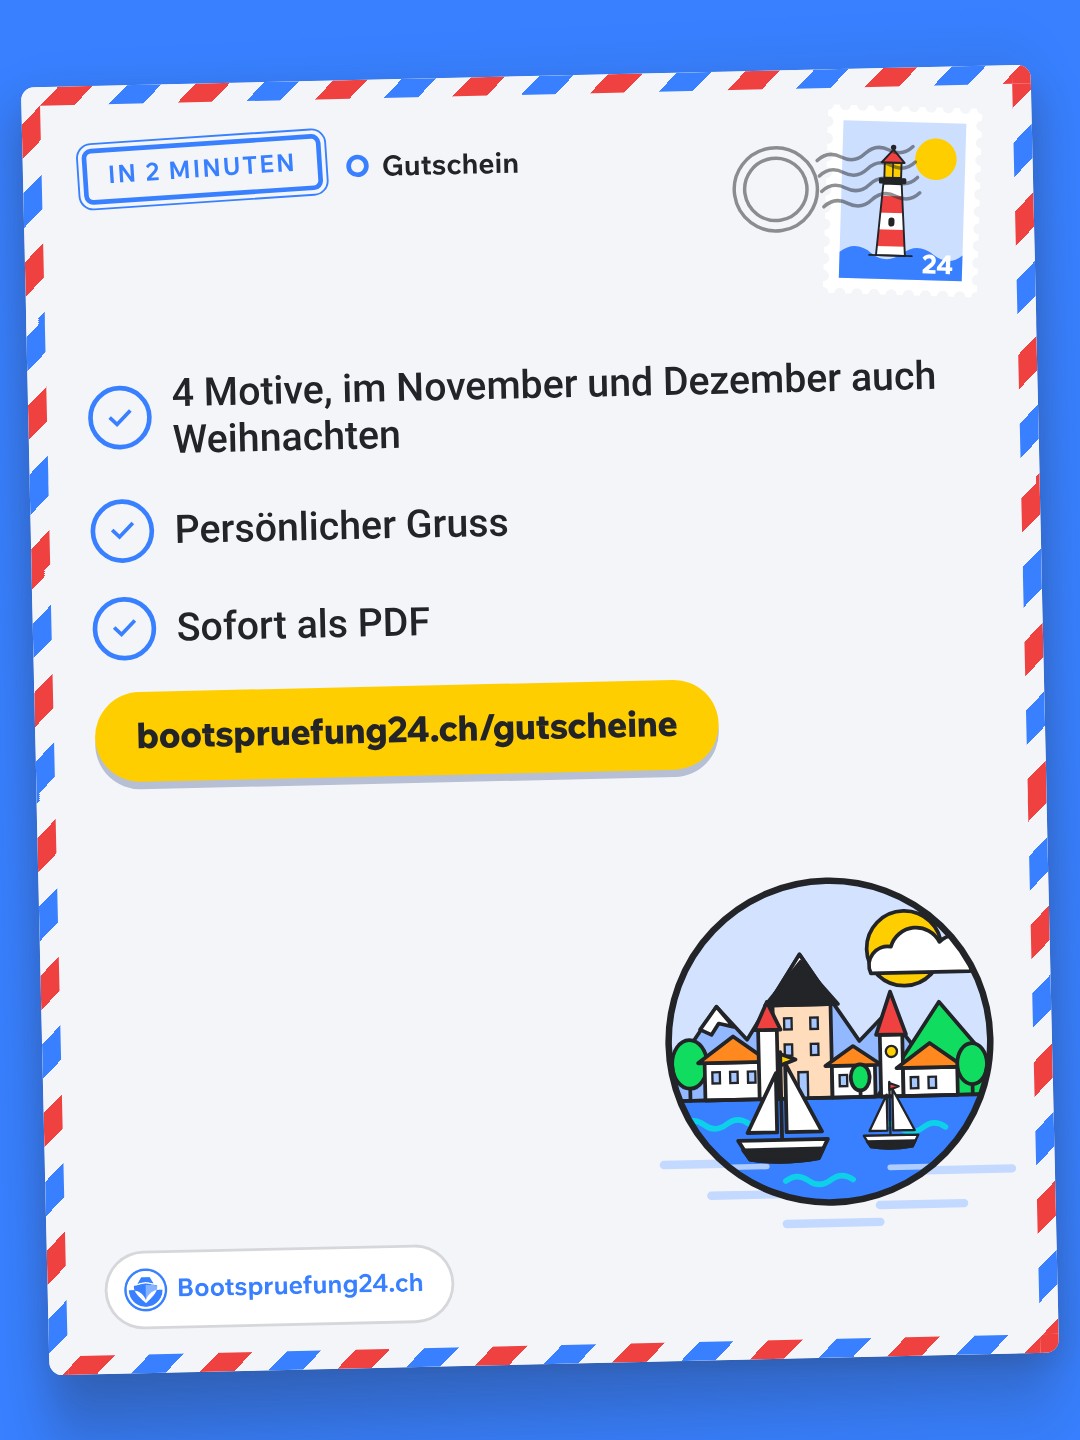 IN 2 MINUTEN
Gutschein
24
4 Motive, im November und Dezember auch
Weihnachten
Persönlicher Gruss
Sofort als PDF
bootspruefung24.ch/gutscheine
Bootspruefung24.ch